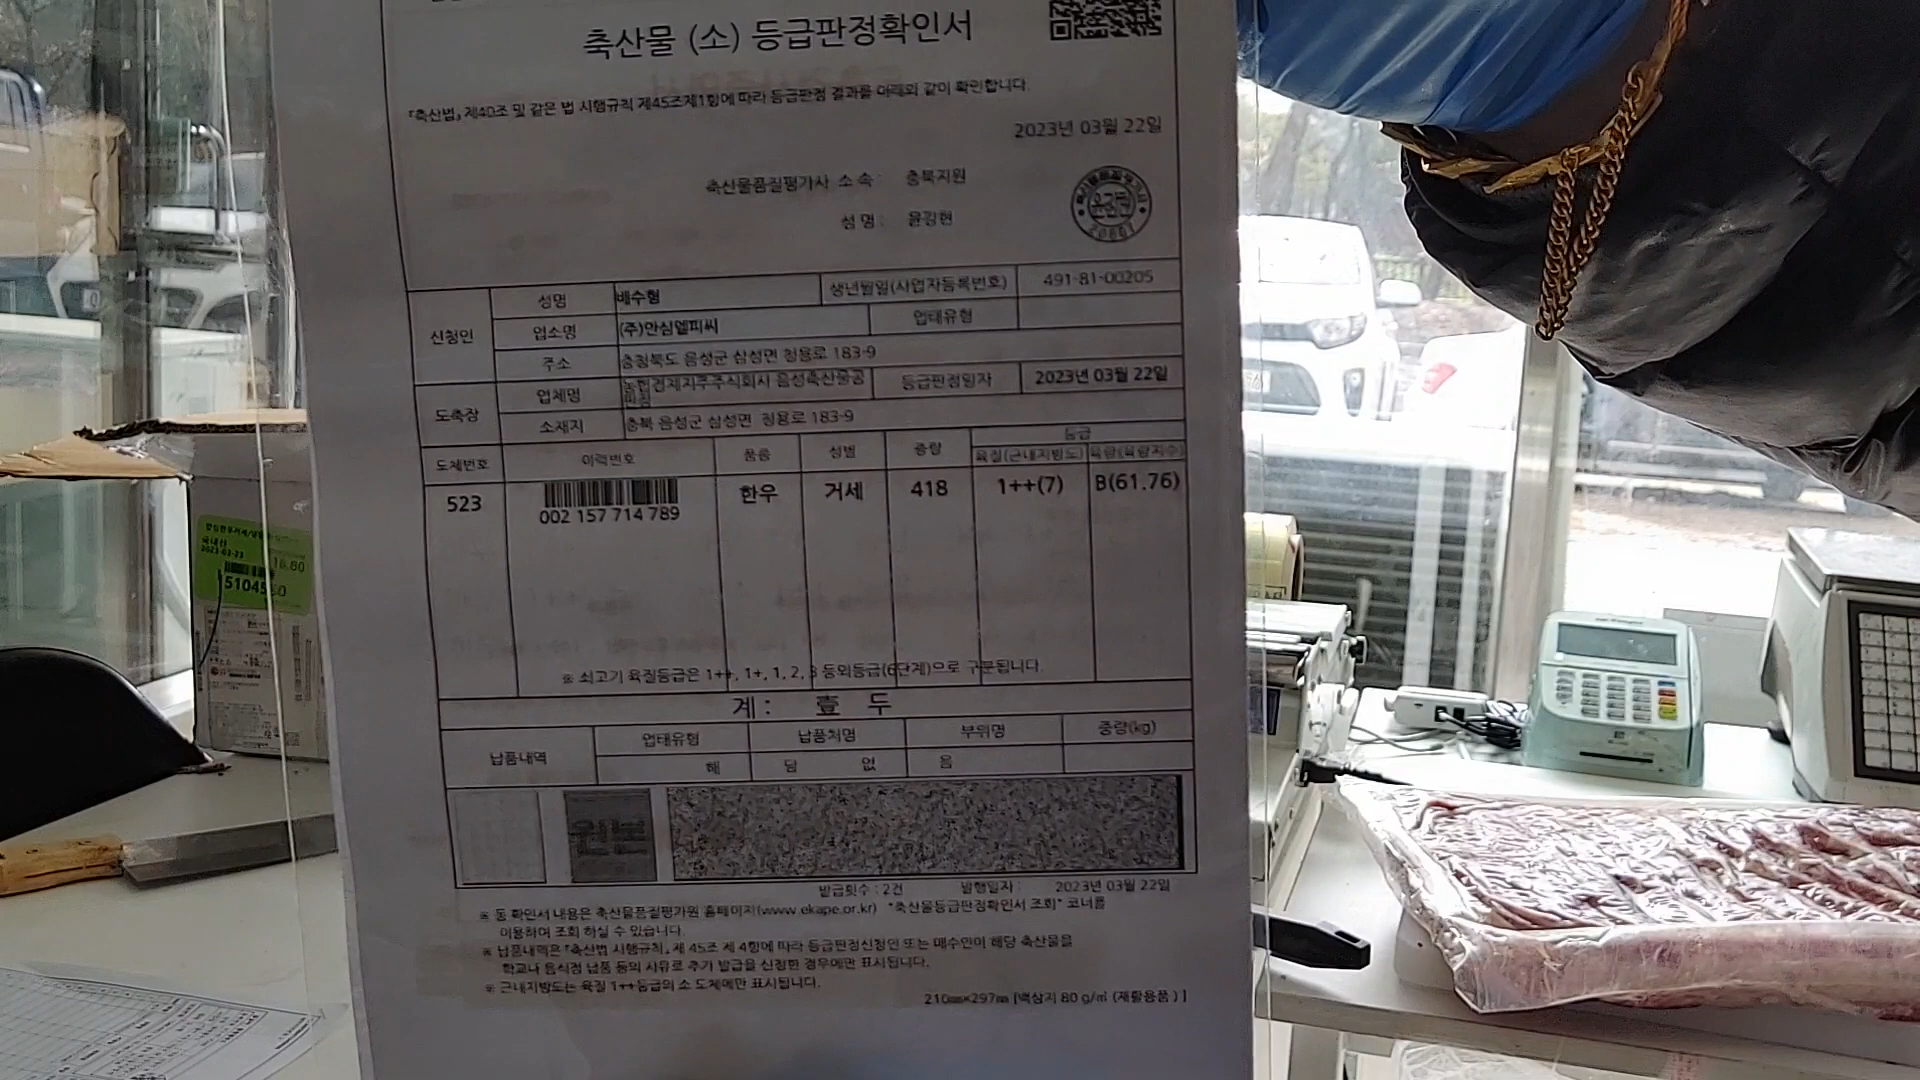 축산물 (소) 등급판정확인서
『축산법』제40조 및 같은 법 시행규칙 제45조제1항에 따라 등급판정 결과를 아래와 같이 확인합니다.
2023년 03월 22일
축산물품질평가사 소 속 : 충북지원
성 명 : 윤강현
신청인
성명 배수형 생년월일(사업자등록번호) 491-81-00205
업소명 (주)안심엘피씨 업태유형
주소 충청북도 음성군 삼성면 청용로 183-9
도축장
업체명 농협경제지주주식회사 음성축산물공판장 등급판정일자 2023년 03월 22일
소재지 충북 음성군 삼성면 청용로 183-9
도체번호 이력번호 품종 성별 중량 등급
육질(근내지방도) 육량(육량지수)
523 002 157 714 789 한우 거세 418 1++(7) B(61.76)
※ 쇠고기 육질등급은 1++, 1+, 1, 2, 3 등외등급(6단계)으로 구분됩니다.
계 : 壹 두
납품내역 업태유형 납품처명 부위명 중량(kg)
해 당 없 음
원본
발급횟수 : 2건 발행일자 : 2023년 03월 22일
※ 동 확인서 내용은 축산물품질평가원 홈페이지(www.ekape.or.kr) "축산물등급판정확인서 조회" 코너를
이용하여 조회 하실 수 있습니다.
※ 납품내역은 『축산법 시행규칙』 제 45조 제 4항에 따라 등급판정신청인 또는 매수인이 해당 축산물을
학교나 음식점 납품 등의 사유로 추가 발급을 신청한 경우에만 표시됩니다.
※ 근내지방도는 육질 1++등급의 소 도체에만 표시됩니다.
210㎜×297㎜ [백상지 80 g/㎡ (재활용품)]
국내산
2023-03-23